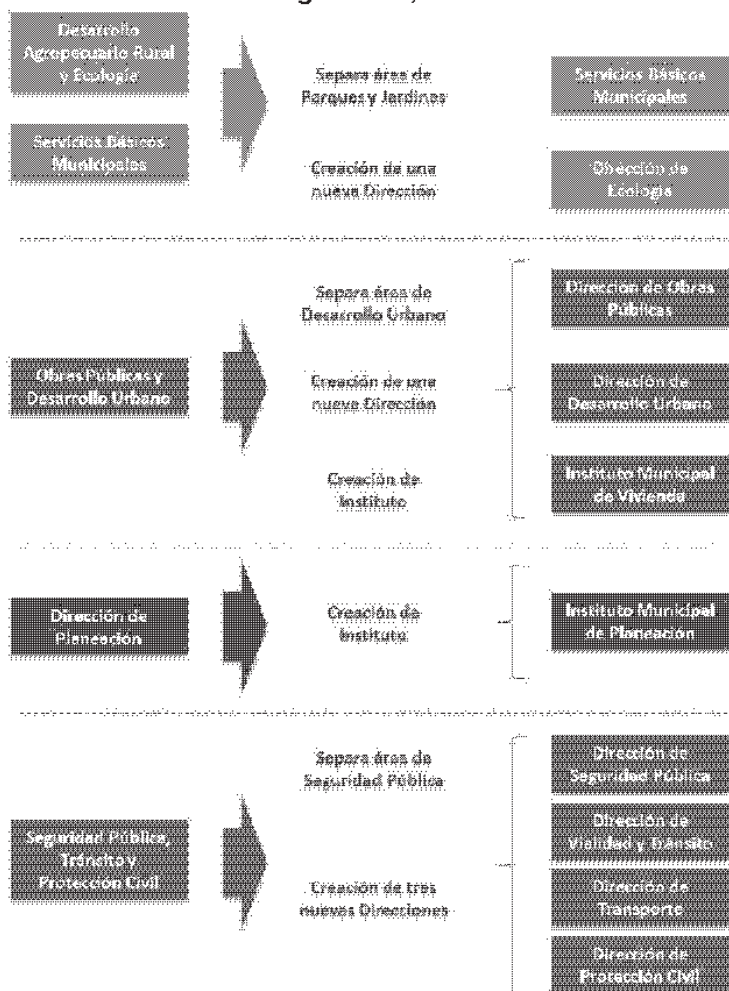 Desarrollo
Agropecuario Rural
y Ecología
Servicios Básicos
Municipales
Separa área de
Parques y Jardines
Creación de una
nueva Dirección
Servicios Básicos
Municipales
Dirección de
Ecología
Obras Públicas y
Desarrollo Urbano
Separa área de
Desarrollo Urbano
Creación de una
nueva Dirección
Creación de
Instituto
Dirección de Obras
Públicas
Dirección de
Desarrollo Urbano
Instituto Municipal
de Vivienda
Dirección de
Planeación
Creación de
Instituto
Instituto Municipal
de Planeación
Seguridad Pública,
Tránsito y
Protección Civil
Separa área de
Seguridad Pública
Creación de tres
nuevas Direcciones
Dirección de
Seguridad Pública
Dirección de
Vialidad y Tránsito
Dirección de
Transporte
Dirección de
Protección Civil